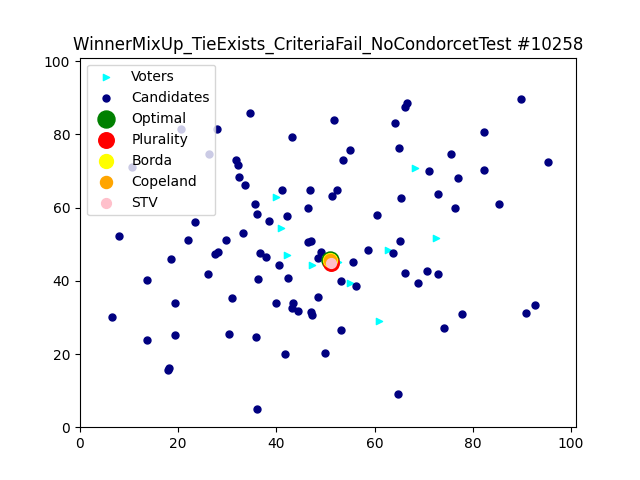 WinnerMixUp_TieExists_CriteriaFail_NoCondorcetTest #10258
Voters
Candidates
Optimal
Plurality
Borda
Copeland
STV
100
80
60
40
20
0
0 20 40 60 80 100